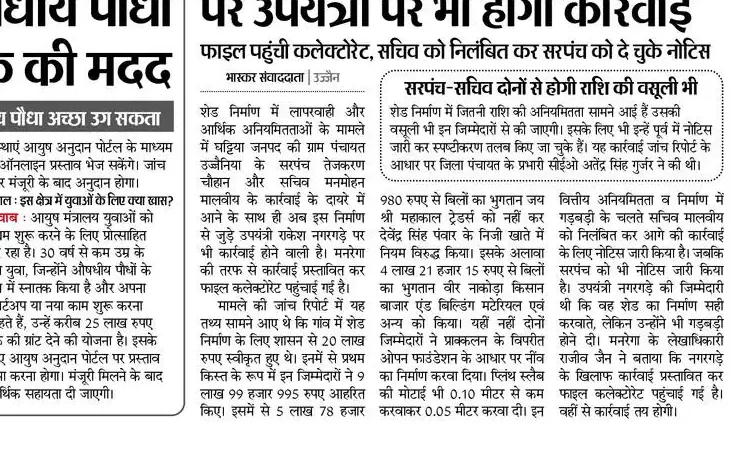 धीय पौधा
क की मदद
य पौधा अच्छा उग सकता
स्थाएं आयुष अनुदान पोर्टल के माध्यम
ऑनलाइन प्रस्ताव भेज सकेंगे। जांच
र मंजूरी के बाद अनुदान होगा।
ाल : इस क्षेत्र में युवाओं के लिए क्या खास?
वाब : आयुष मंत्रालय युवाओं को
म शुरू करने के लिए प्रोत्साहित
रहा है। 30 वर्ष से कम उम्र के
युवा, जिन्होंने औषधीय पौधों के
में स्नातक किया है और अपना
र्टअप या नया काम शुरू करना
हते हैं, उन्हें करीब 25 लाख रुपए
की ग्रांट देने की योजना है। इसके
ए आयुष अनुदान पोर्टल पर प्रस्ताव
ा करना होगा। मंजूरी मिलने के बाद
र्थिक सहायता दी जाएगी।
पर उपयंत्री पर भी होगी कार्रवाई
फाइल पहुंची कलेक्टोरेट, सचिव को निलंबित कर सरपंच को दे चुके नोटिस
भास्कर संवाददाता | उज्जैन
शेड निर्माण में लापरवाही और
आर्थिक अनियमितताओं के मामले
में घट्टिया जनपद की ग्राम पंचायत
उज्जैनिया के सरपंच तेजकरण
चौहान और सचिव मनमोहन
मालवीय के कार्रवाई के दायरे में
आने के साथ ही अब इस निर्माण
से जुड़े उपयंत्री राकेश नगरगड़े पर
भी कार्रवाई होने वाली है। मनरेगा
की तरफ से कार्रवाई प्रस्तावित कर
फाइल कलेक्टोरेट पहुंचाई गई है।
मामले की जांच रिपोर्ट में यह
तथ्य सामने आए थे कि गांव में शेड
निर्माण के लिए शासन से 20 लाख
रुपए स्वीकृत हुए थे। इनमें से प्रथम
किस्त के रूप में इन जिम्मेदारों ने 9
लाख 99 हजार 995 रुपए आहरित
किए। इसमें से 5 लाख 78 हजार
सरपंच-सचिव दोनों से होगी राशि की वसूली भी
शेड निर्माण में जितनी राशि की अनियमितता सामने आई हैं उसकी
वसूली भी इन जिम्मेदारों से की जाएगी। इसके लिए भी इन्हें पूर्व में नोटिस
जारी कर स्पष्टीकरण तलब किए जा चुके हैं। यह कार्रवाई जांच रिपोर्ट के
आधार पर जिला पंचायत के प्रभारी सीईओ अतेंद्र सिंह गुर्जर ने की थी।
980 रुपए से बिलों का भुगतान जय
श्री महाकाल ट्रेडर्स को नहीं कर
देवेंद्र सिंह पंवार के निजी खाते में
नियम विरुद्ध किया। इसके अलावा
4 लाख 21 हजार 15 रुपए से बिलों
का भुगतान वीर नाकोड़ा किसान
बाजार एंड बिल्डिंग मटेरियल एवं
अन्य को किया। यहीं नहीं दोनों
जिम्मेदारों ने प्राक्कलन के विपरीत
ओपन फाउंडेशन के आधार पर नींव
का निर्माण करवा दिया। प्लिंथ स्लैब
की मोटाई भी 0.10 मीटर से कम
करवाकर 0.05 मीटर करवा दी। इन
वित्तीय अनियमितता व निर्माण में
गड़बड़ी के चलते सचिव मालवीय
को निलंबित कर आगे की कार्रवाई
के लिए नोटिस जारी किया है। जबकि
सरपंच को भी नोटिस जारी किया
है। उपयंत्री नगरगड़े की जिम्मेदारी
थी कि वह शेड का निर्माण सही
करवाते, लेकिन उन्होंने भी गड़बड़ी
होने दी। मनरेगा के लेखाधिकारी
राजीव जैन ने बताया कि नगरगड़े
के खिलाफ कार्रवाई प्रस्तावित कर
फाइल कलेक्टोरेट पहुंचाई गई है।
वहीं से कार्रवाई तय होगी।